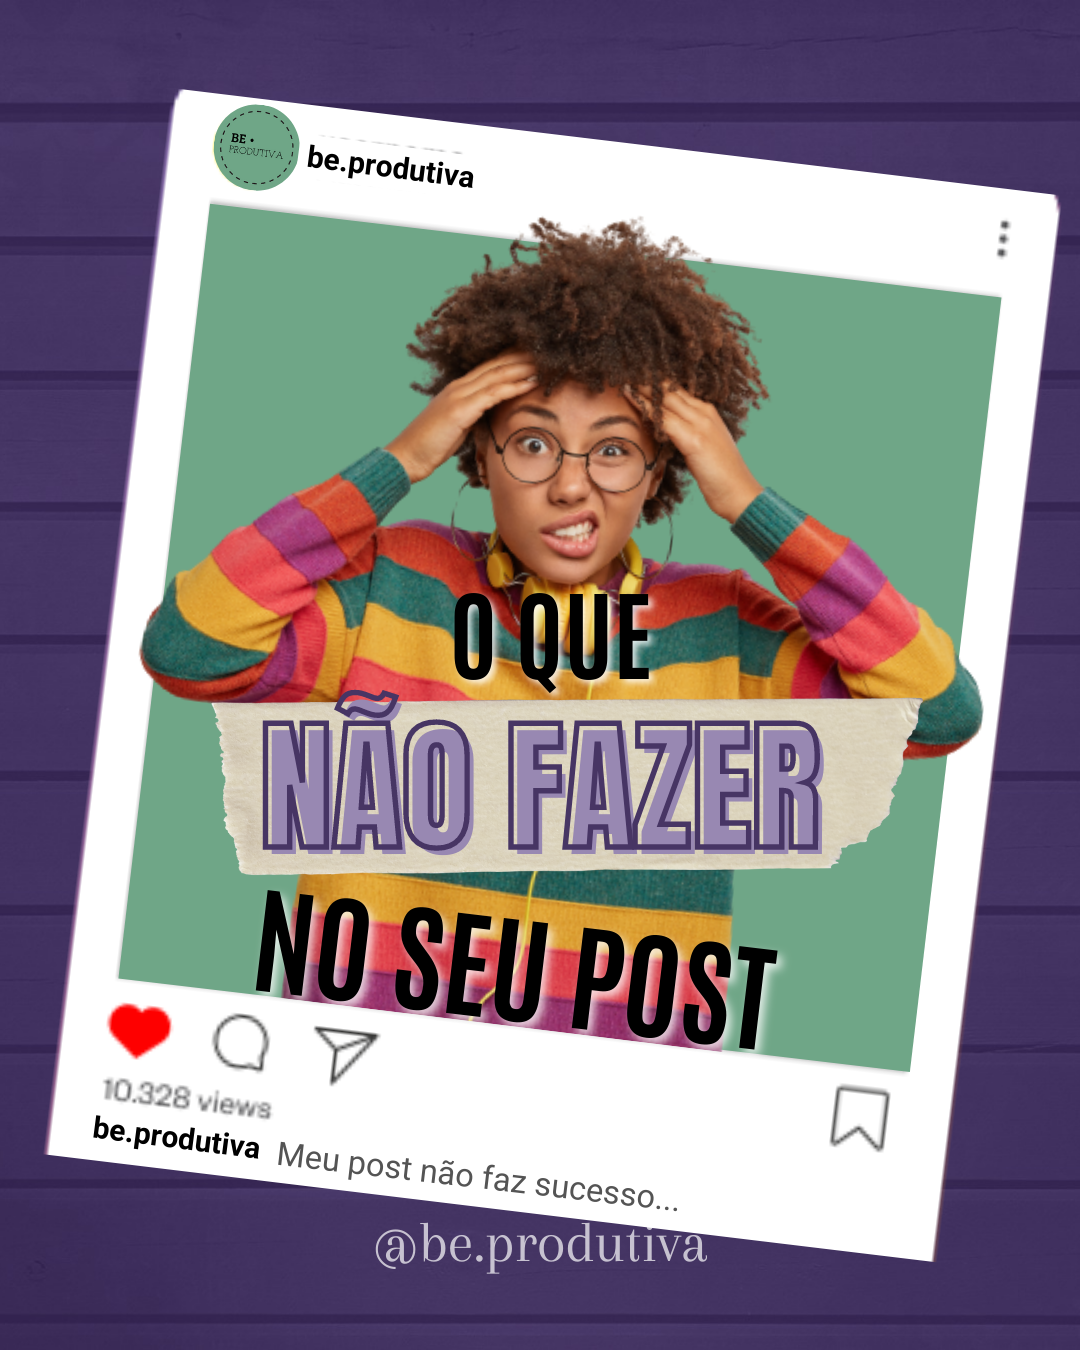 BE •
PRODUTIVA
be.produtiva
O QUE
NÃO FAZER
NO SEU POST
10.328 views
be.produtiva Meu post não faz sucesso...
@be.produtiva